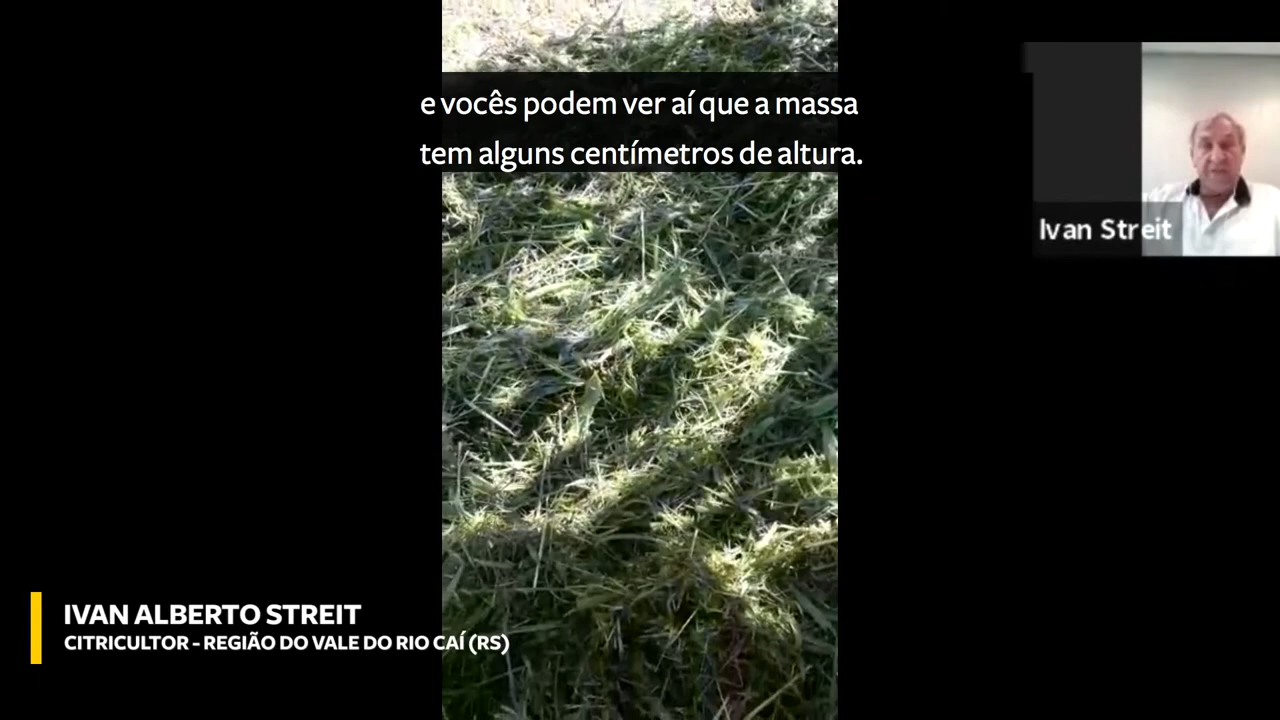 e vocês podem ver aí que a massa
tem alguns centímetros de altura.
Ivan Streit
IVAN ALBERTO STREIT
CITRICULTOR - REGIÃO DO VALE DO RIO CAÍ (RS)